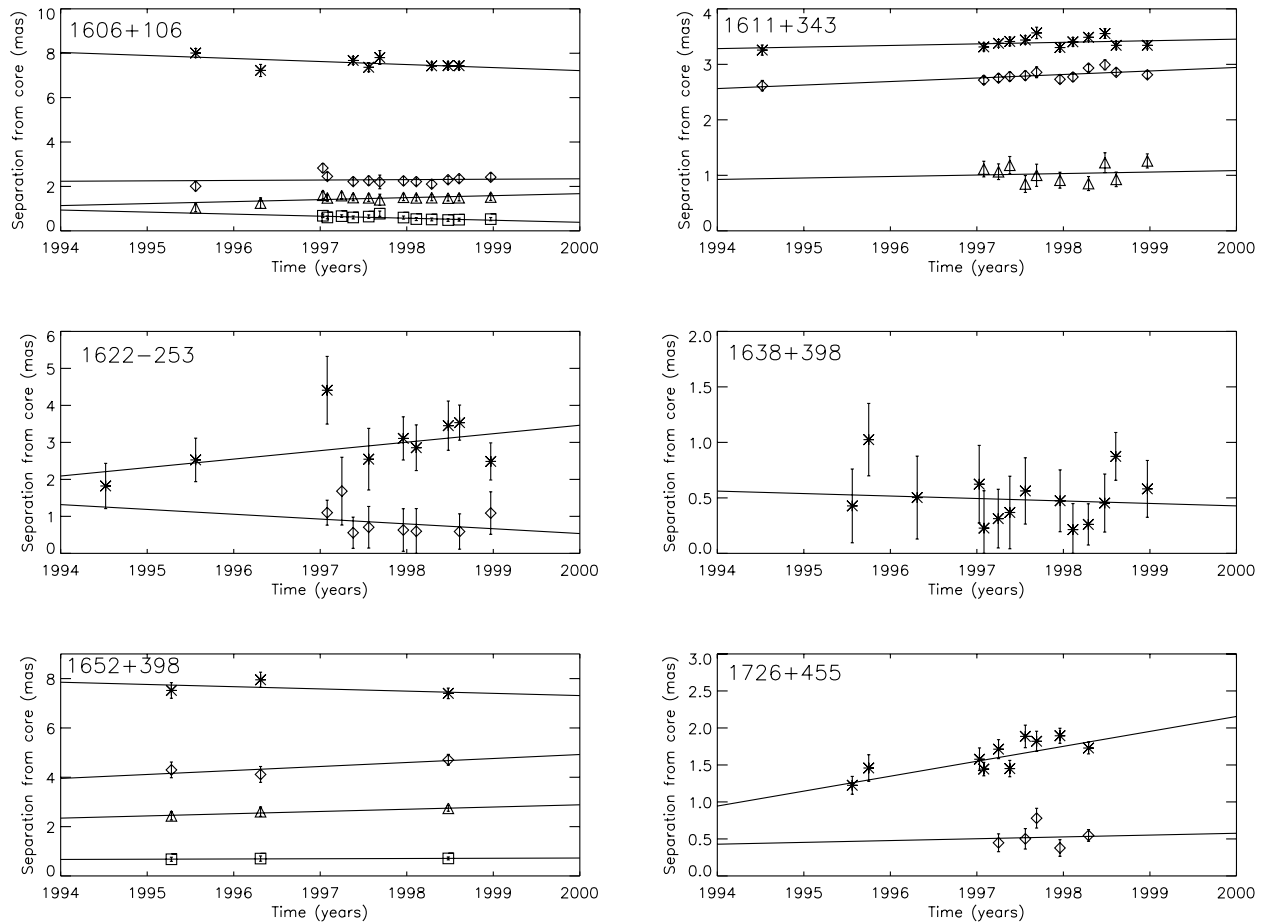 1606+106
Separation from core (mas)
10
8
6
4
2
0
1994 1995 1996 1997 1998 1999 2000
Time (years)
1611+343
Separation from core (mas)
4
3
2
1
0
1994 1995 1996 1997 1998 1999 2000
Time (years)
1622−253
Separation from core (mas)
6
5
4
3
2
1
0
1994 1995 1996 1997 1998 1999 2000
Time (years)
1638+398
Separation from core (mas)
2.0
1.5
1.0
0.5
0.0
1994 1995 1996 1997 1998 1999 2000
Time (years)
1652+398
Separation from core (mas)
8
6
4
2
0
1994 1995 1996 1997 1998 1999 2000
Time (years)
1726+455
Separation from core (mas)
3.0
2.5
2.0
1.5
1.0
0.5
0.0
1994 1995 1996 1997 1998 1999 2000
Time (years)